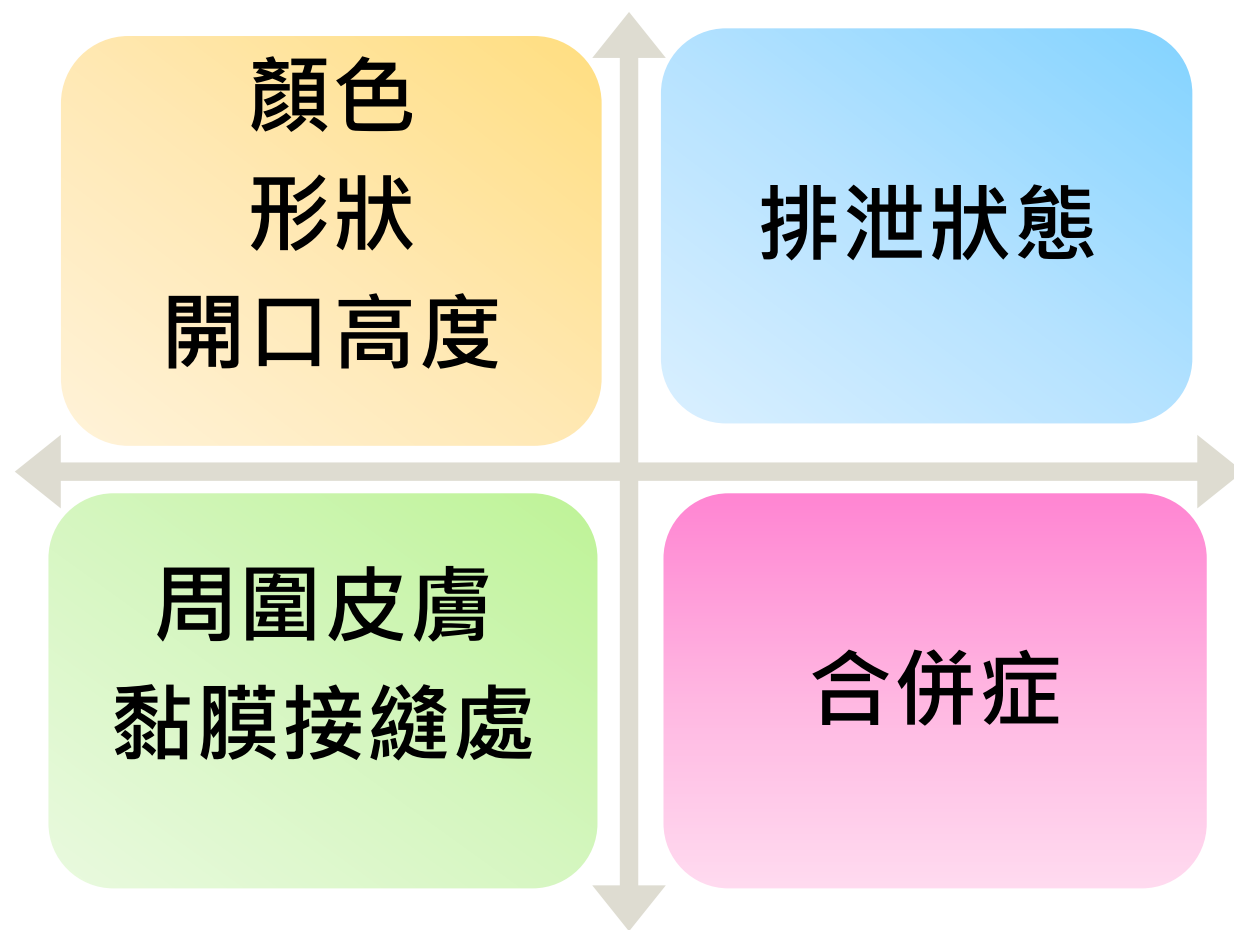 顏色
形狀
開口高度
排泄狀態
周圍皮膚
黏膜接縫處
合併症